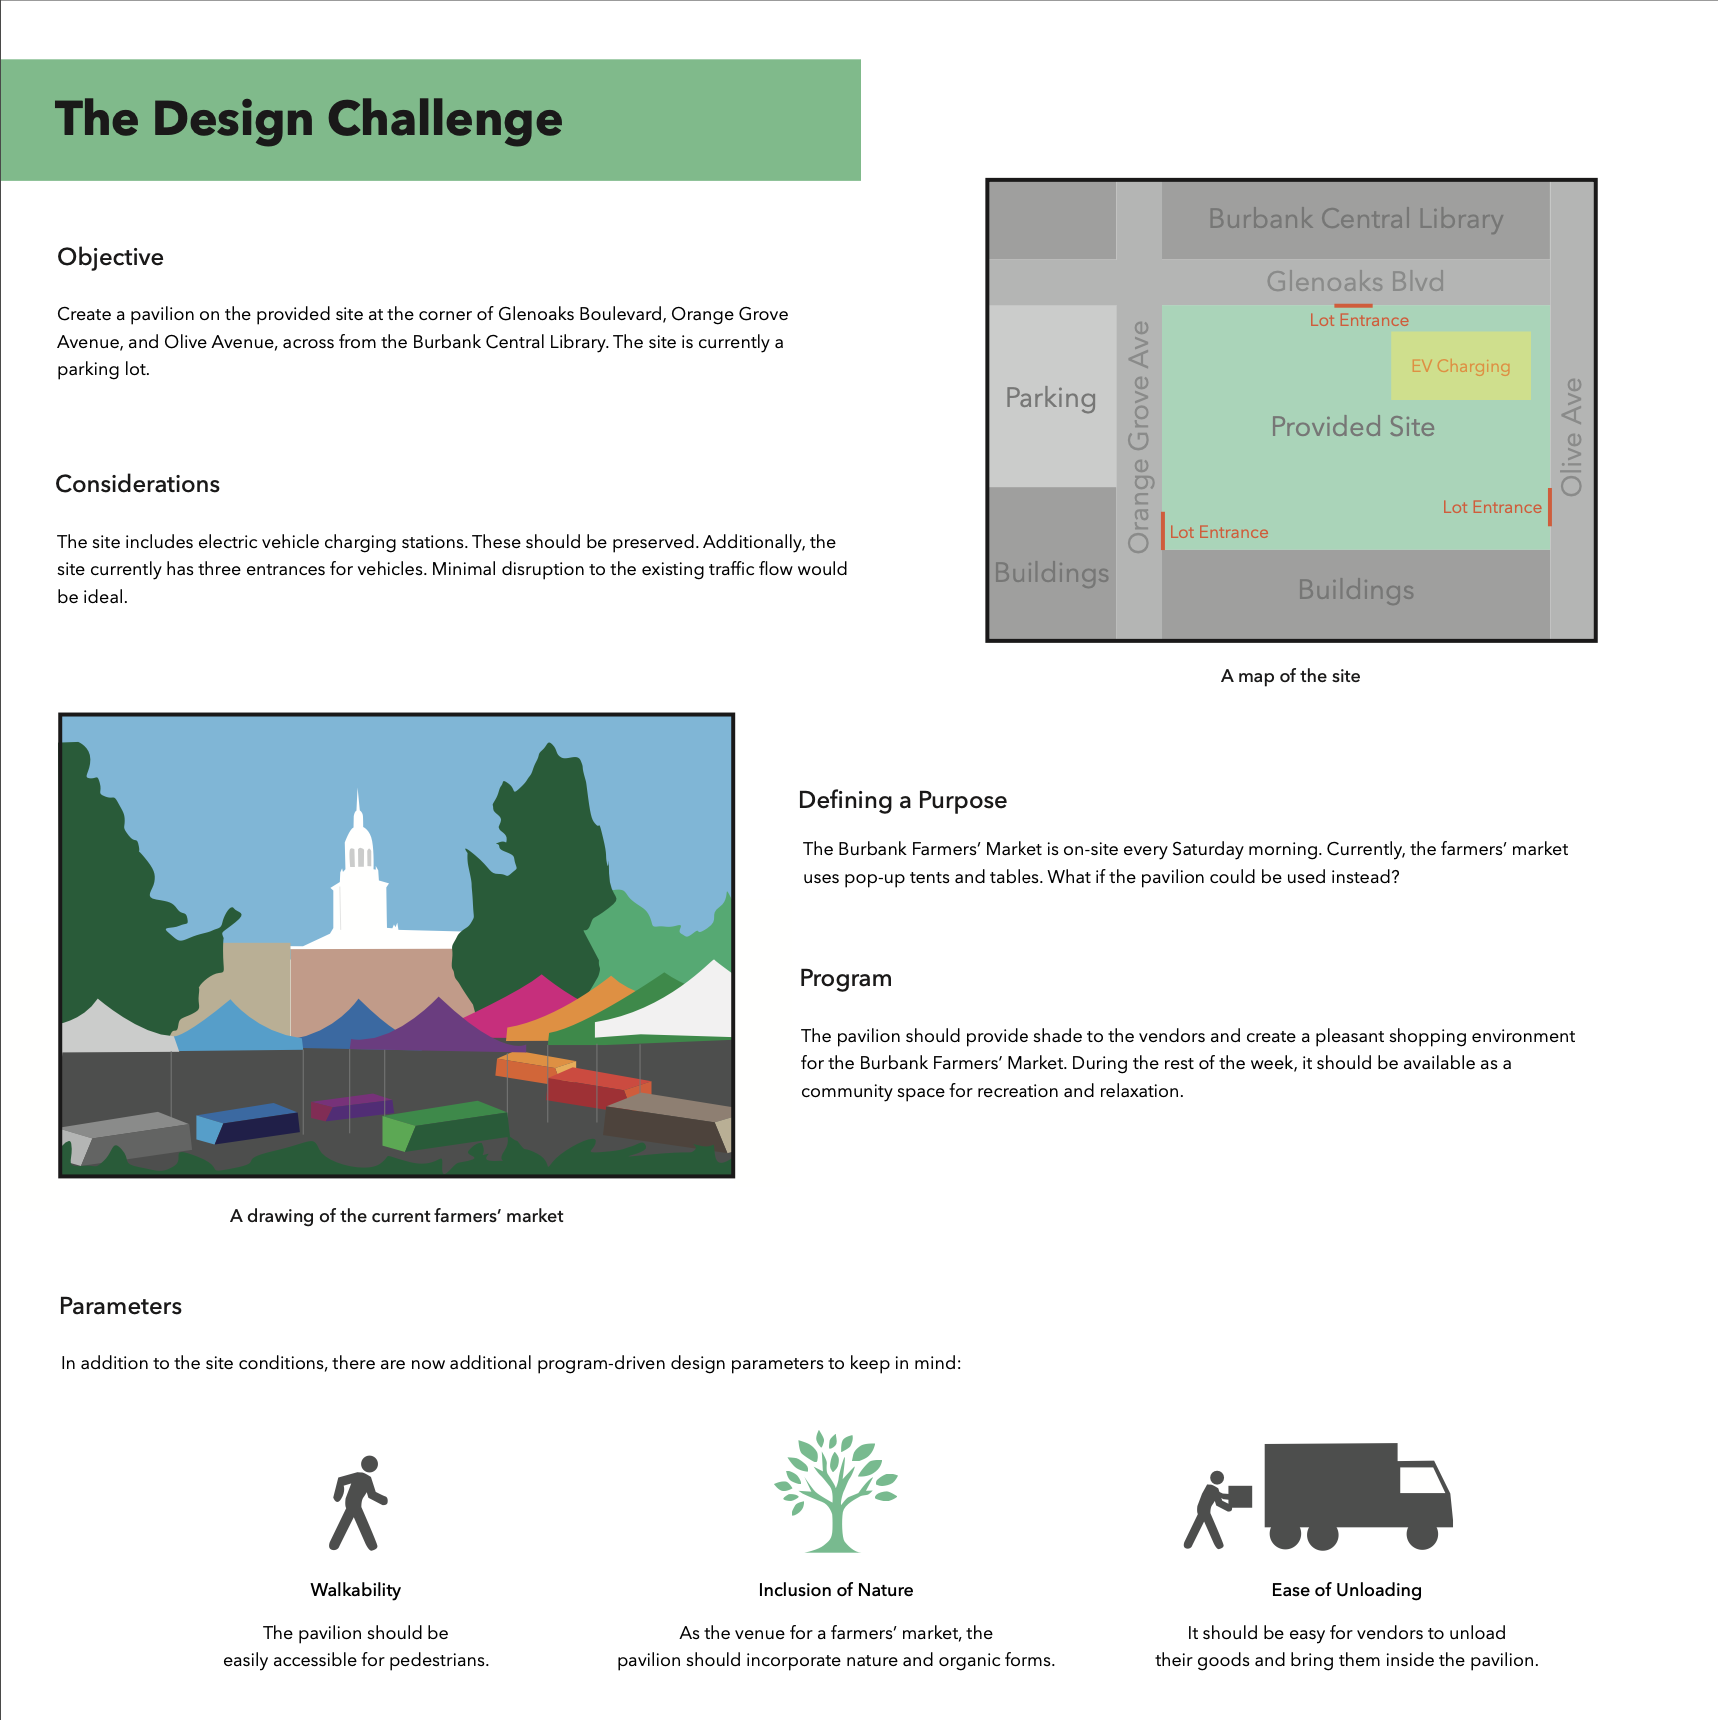 The Design Challenge
Objective
Create a pavilion on the provided site at the corner of Glenoaks Boulevard, Orange Grove
Avenue, and Olive Avenue, across from the Burbank Central Library. The site is currently a
parking lot.
Considerations
The site includes electric vehicle charging stations. These should be preserved. Additionally, the
site currently has three entrances for vehicles. Minimal disruption to the existing traffic flow would
be ideal.
Burbank Central Library
Glenoaks Blvd
Lot Entrance
EV Charging
Parking
Orange Grove Ave
Provided Site
Olive Ave
Lot Entrance
Lot Entrance
Buildings
Buildings
A map of the site
Defining a Purpose
The Burbank Farmers’ Market is on-site every Saturday morning. Currently, the farmers’ market
uses pop-up tents and tables. What if the pavilion could be used instead?
Program
The pavilion should provide shade to the vendors and create a pleasant shopping environment
for the Burbank Farmers’ Market. During the rest of the week, it should be available as a
community space for recreation and relaxation.
A drawing of the current farmers’ market
Parameters
In addition to the site conditions, there are now additional program-driven design parameters to keep in mind:
Walkability
The pavilion should be
easily accessible for pedestrians.
Inclusion of Nature
As the venue for a farmers’ market, the
pavilion should incorporate nature and organic forms.
Ease of Unloading
It should be easy for vendors to unload
their goods and bring them inside the pavilion.